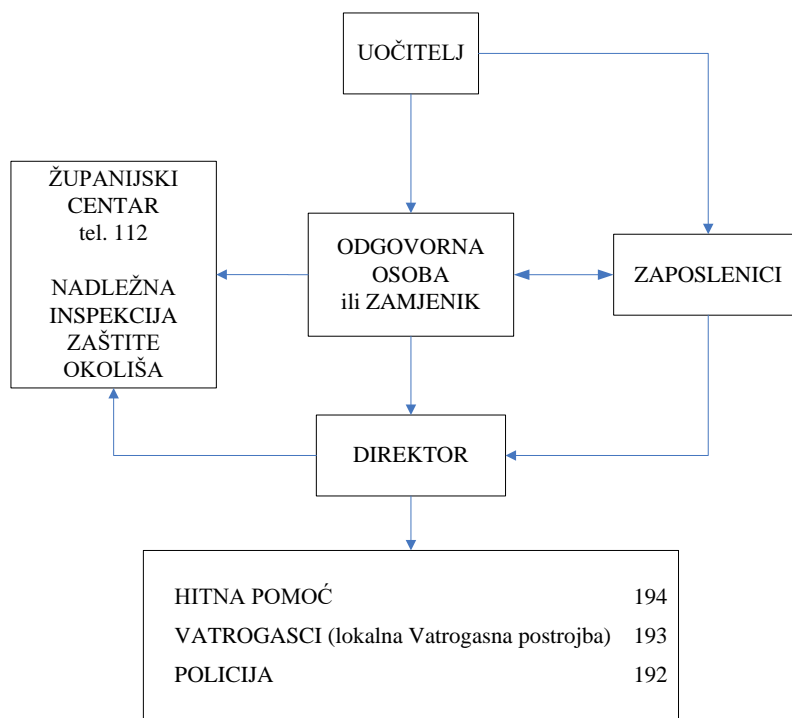 UOČITELJ
ŽUPANIJSKI
CENTAR
tel. 112
NADLEŽNA
INSPEKCIJA
ZAŠTITE
OKOLIŠA
ODGOVORNA
OSOBA
ili ZAMJENIK
ZAPOSLENICI
DIREKTOR
HITNA POMOĆ 194
VATROGASCI (lokalna Vatrogasna postrojba) 193
POLICIJA 192